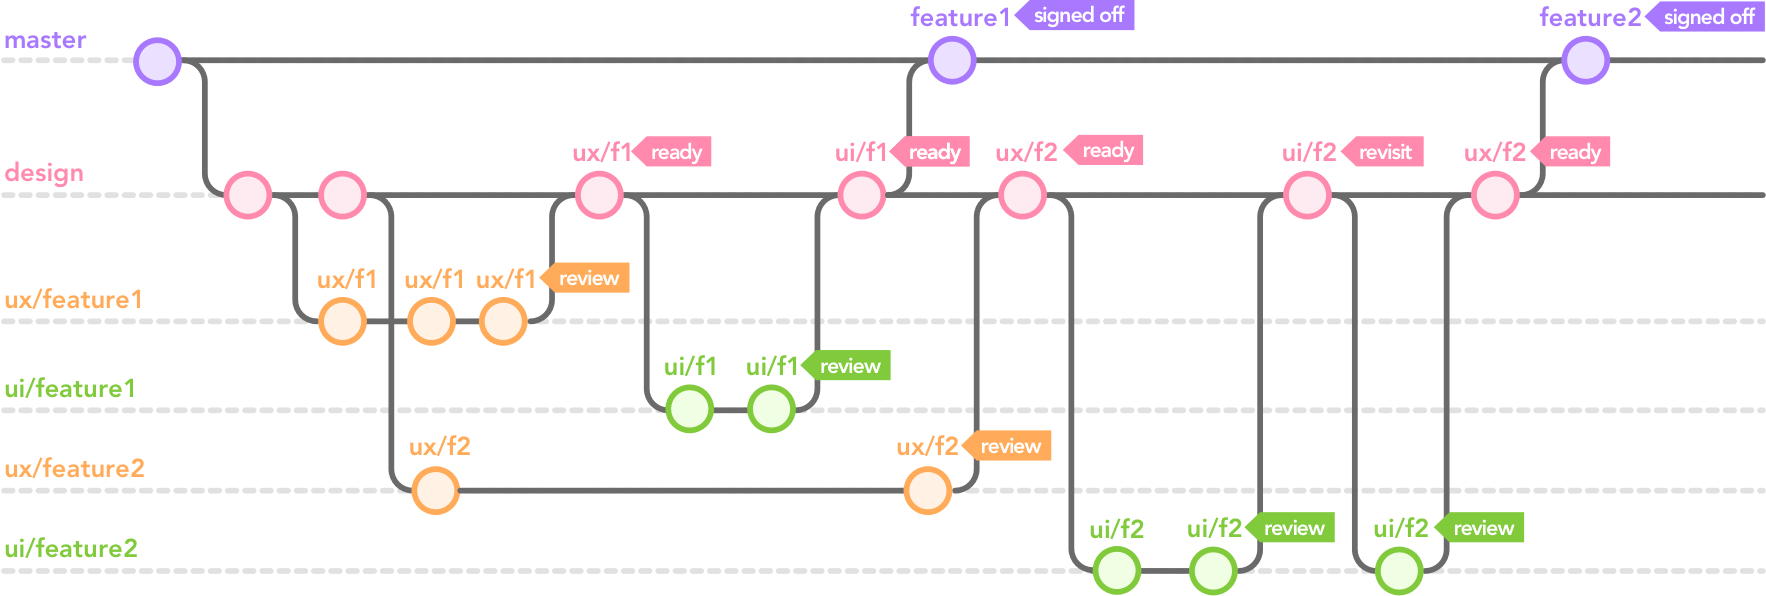 feature1 signed off
feature2 signed off
master
ux/f1 ready
ui/f1 ready
ux/f2 ready
ui/f2 revisit
ux/f2 ready
design
ux/f1
ux/f1
ux/f1 review
ux/feature1
ui/f1
ui/f1 review
ui/feature1
ux/f2
ux/f2 review
ux/feature2
ui/f2
ui/f2 review
ui/f2 review
ui/feature2